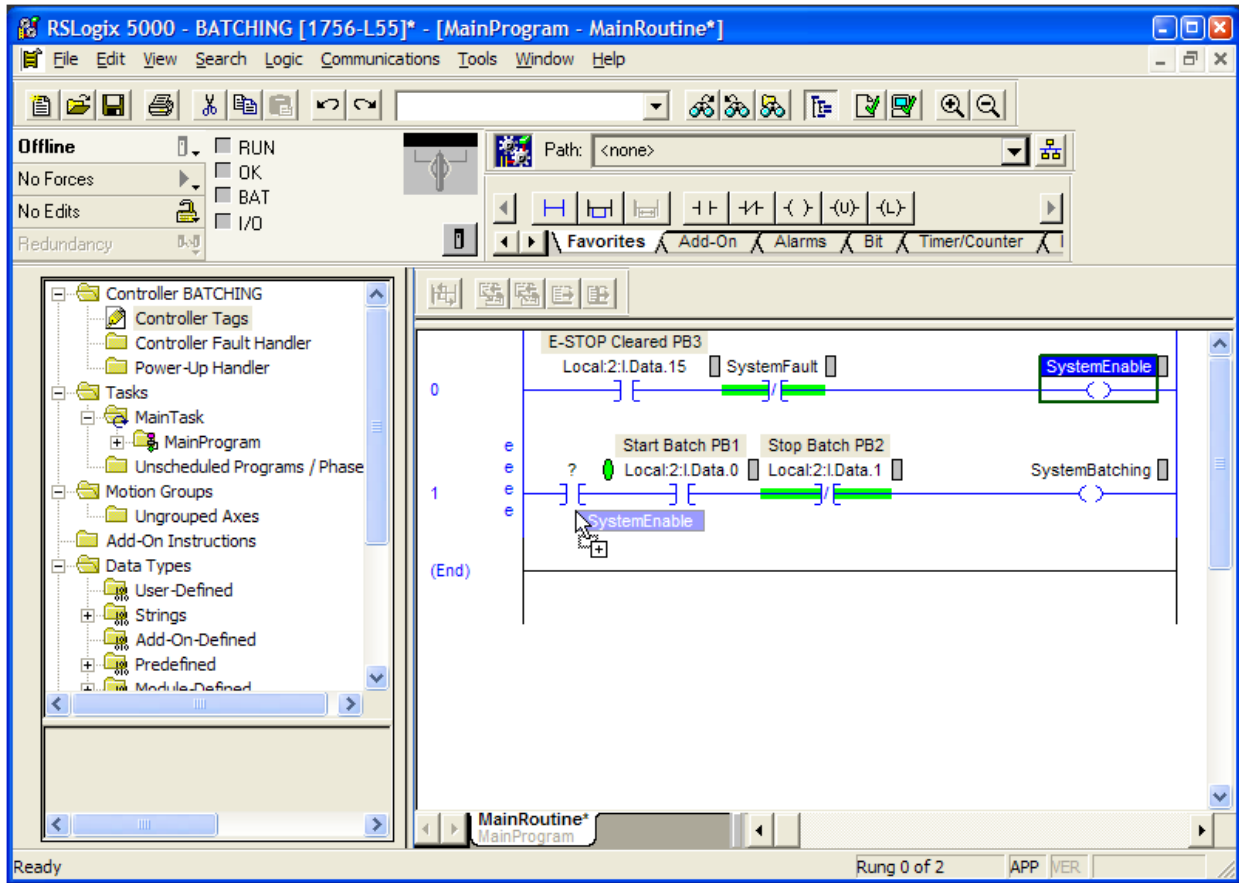 RSLogix 5000 - BATCHING [1756-L55]* - [MainProgram - MainRoutine*]
File Edit View Search Logic Communications Tools Window Help
Offline
RUN
No Forces
OK
No Edits
BAT
Redundancy
I/O
Path: <none>
Favorites Add-On Alarms Bit Timer/Counter
Controller BATCHING
Controller Tags
Controller Fault Handler
Power-Up Handler
Tasks
MainTask
MainProgram
Unscheduled Programs / Phase
Motion Groups
Ungrouped Axes
Add-On Instructions
Data Types
User-Defined
Strings
Add-On-Defined
Predefined
Module-Defined
E-STOP Cleared PB3
Local:2:I.Data.15 SystemFault SystemEnable
0
Start Batch PB1 Stop Batch PB2
? Local:2:I.Data.0 Local:2:I.Data.1 SystemBatching
1
e
e
e
e
SystemEnable
(End)
MainRoutine*
MainProgram
Ready
Rung 0 of 2 APP VER